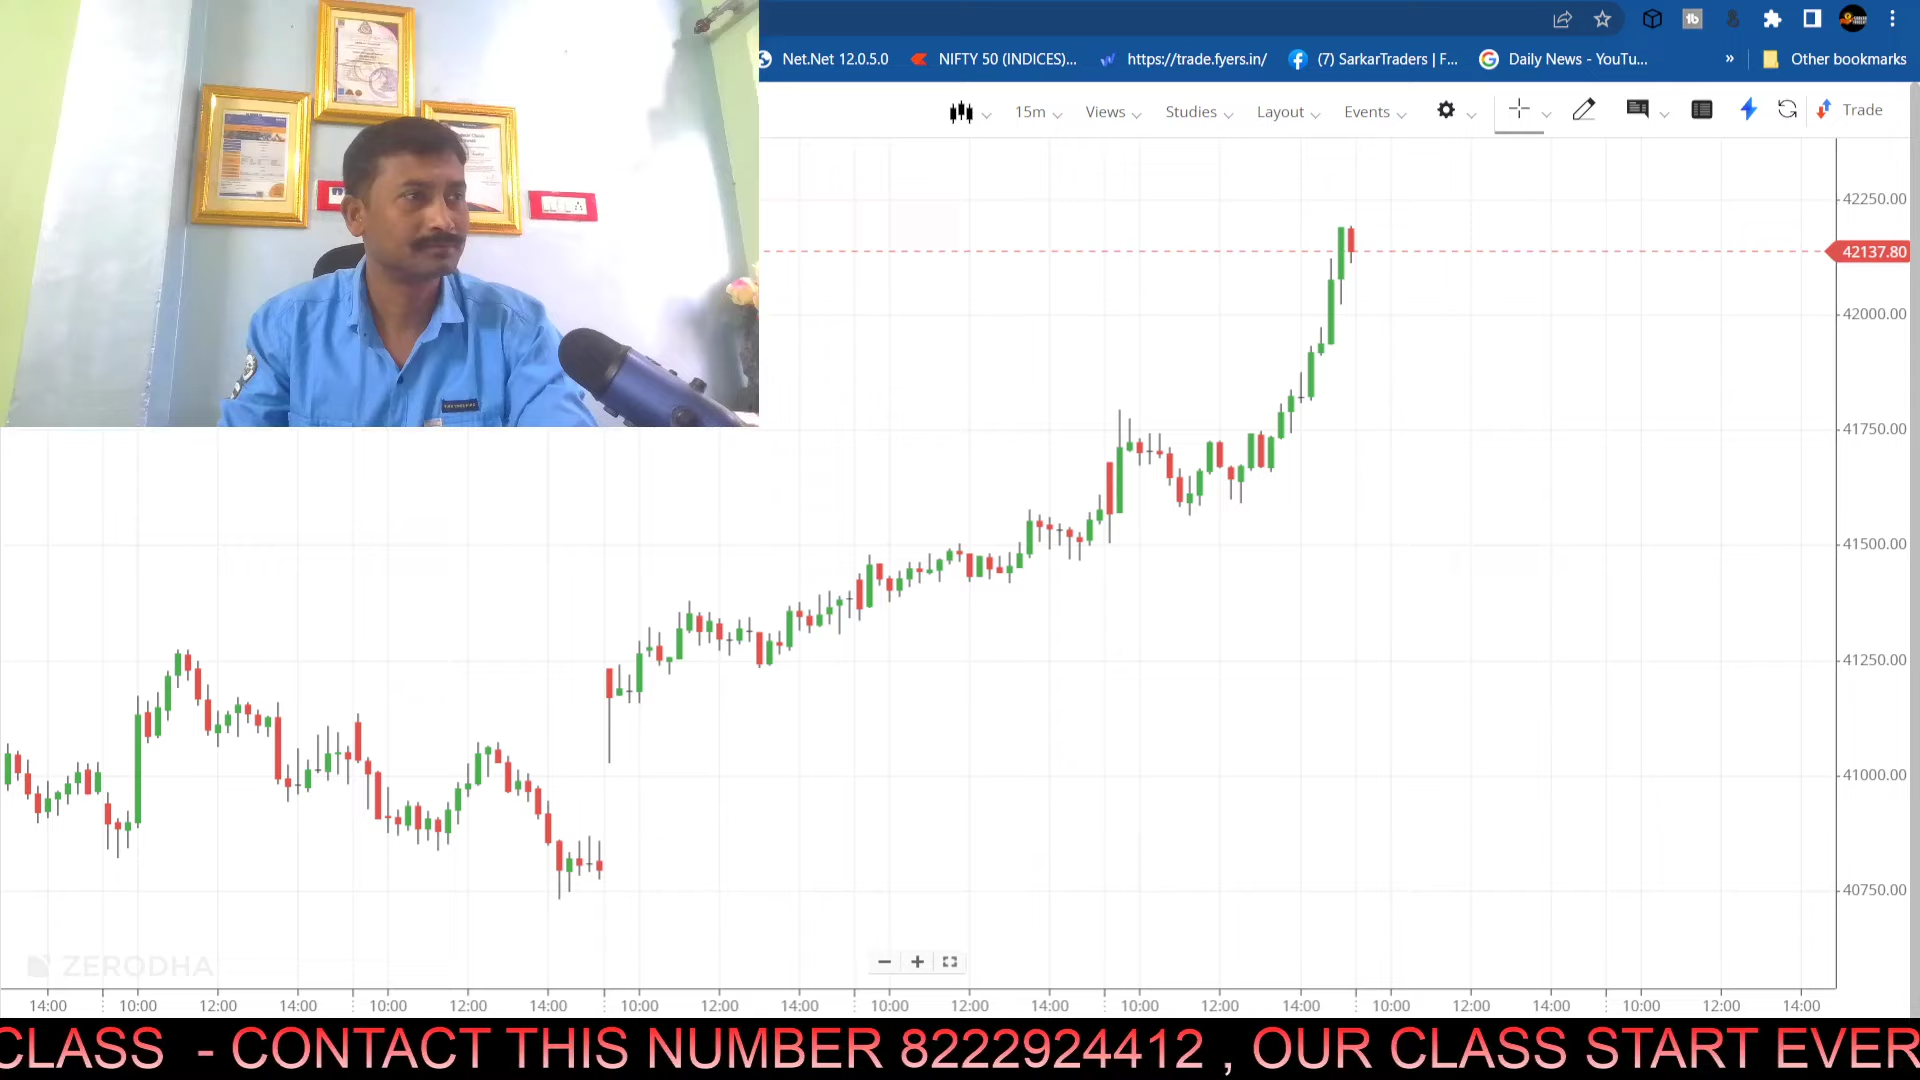 Net.Net 12.0.5.0 NIFTY 50 (INDICES)... https://trade.fyers.in/ (7) SarkarTraders | F... Daily News - YouTu... » Other bookmarks
15m Views Studies Layout Events Trade
42250.00
42137.80
42000.00
41750.00
41500.00
41250.00
41000.00
40750.00
ZERODHA
14:00 10:00 12:00 14:00 10:00 12:00 14:00 10:00 12:00 14:00 10:00 12:00 14:00 10:00 12:00 14:00 10:00 12:00 14:00 10:00 12:00 14:00
CLASS - CONTACT THIS NUMBER 8222924412 , OUR CLASS START EVER